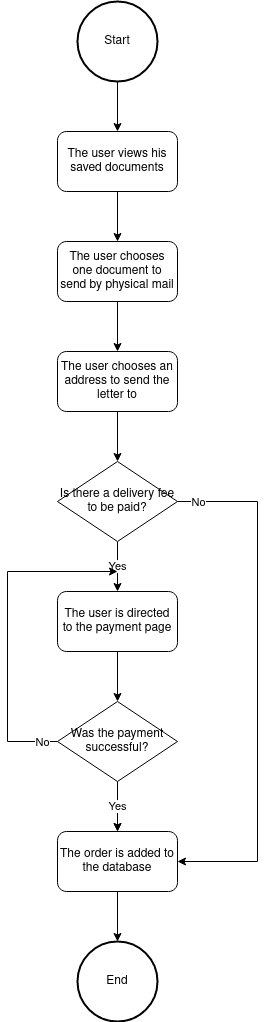 Start
The user views his
saved documents
The user chooses
one document to
send by physical mail
The user chooses an
address to send the
letter to
Is there a delivery fee
to be paid?
No
Yes
The user is directed
to the payment page
Was the payment
successful?
No
Yes
The order is added to
the database
End